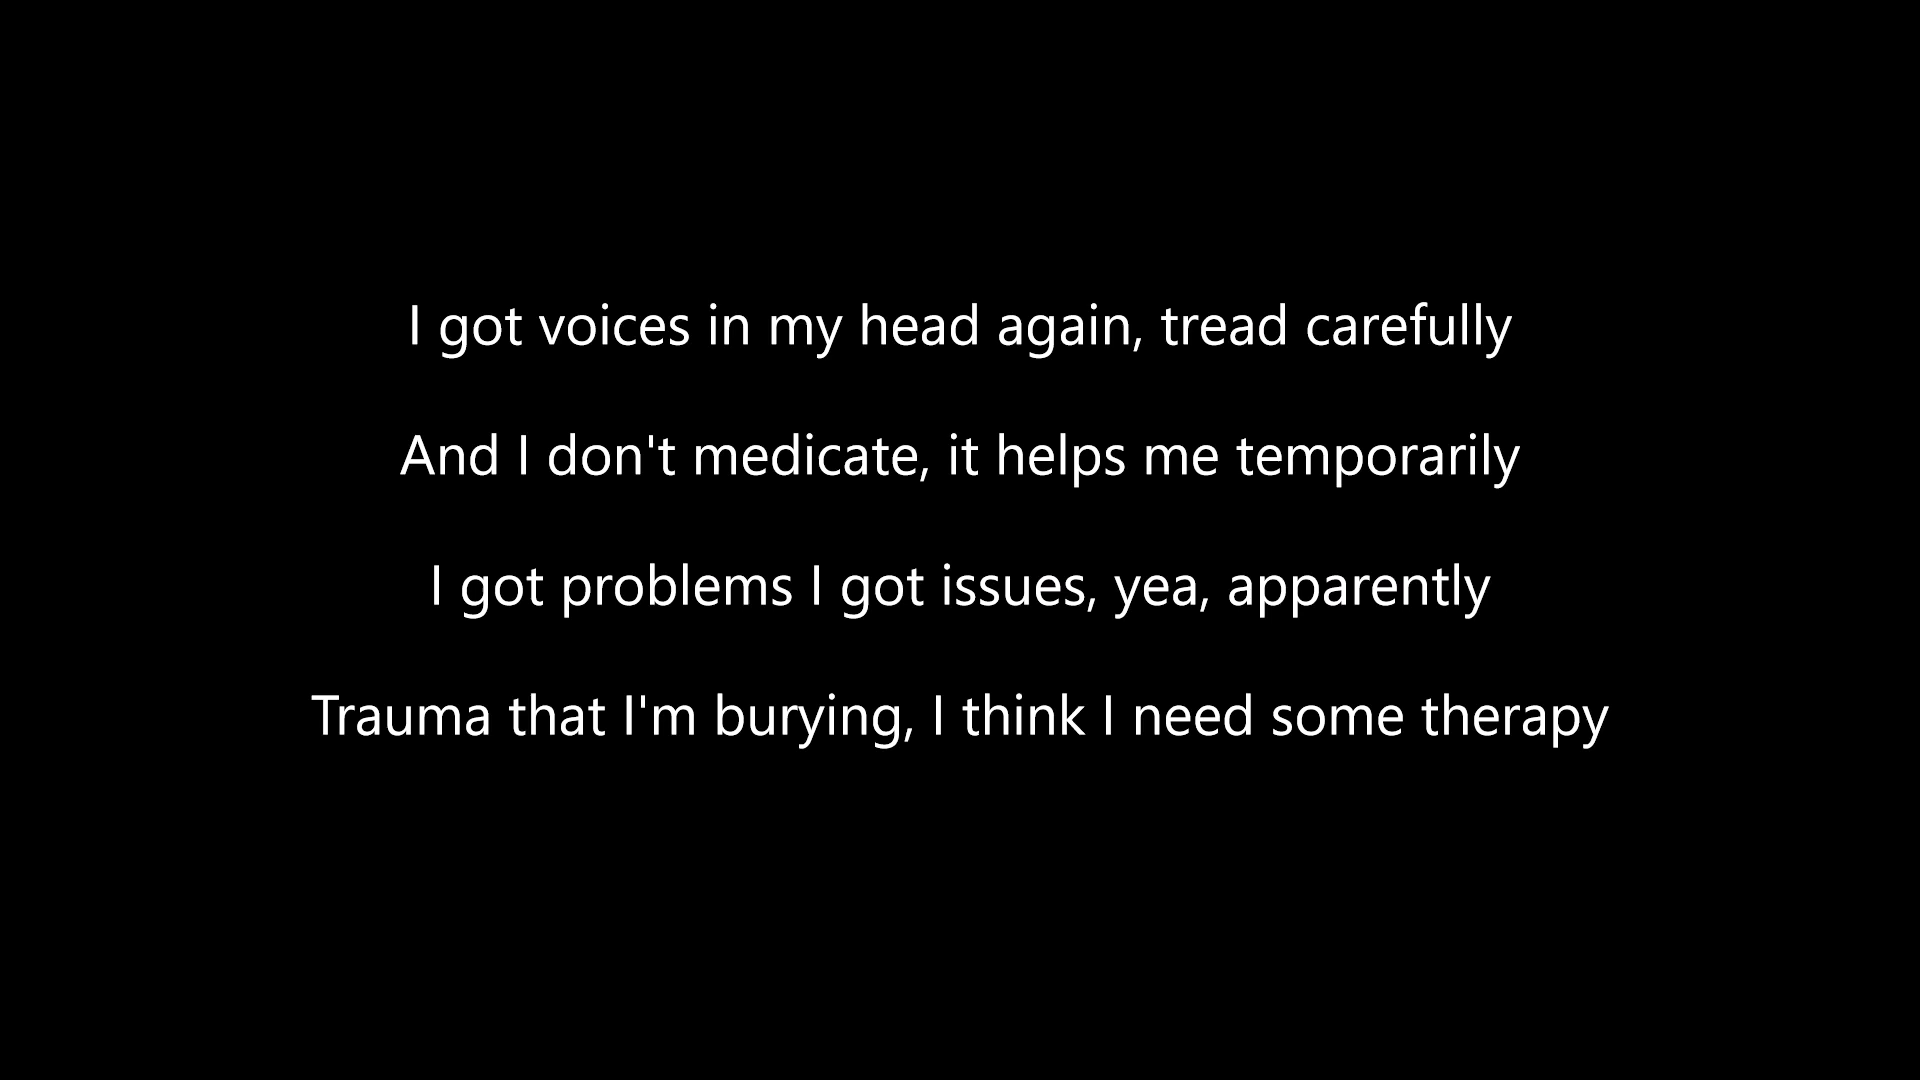 I got voices in my head again, tread carefully
And I don't medicate, it helps me temporarily
I got problems I got issues, yea, apparently
Trauma that I'm burying, I think I need some therapy